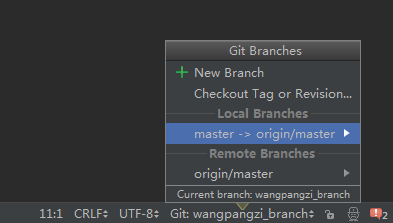 Git Branches
New Branch
Checkout Tag or Revision...
Local Branches
master -> origin/master
Remote Branches
origin/master
Current branch: wangpangzi_branch
11:1 CRLF UTF-8 Git: wangpangzi_branch 2